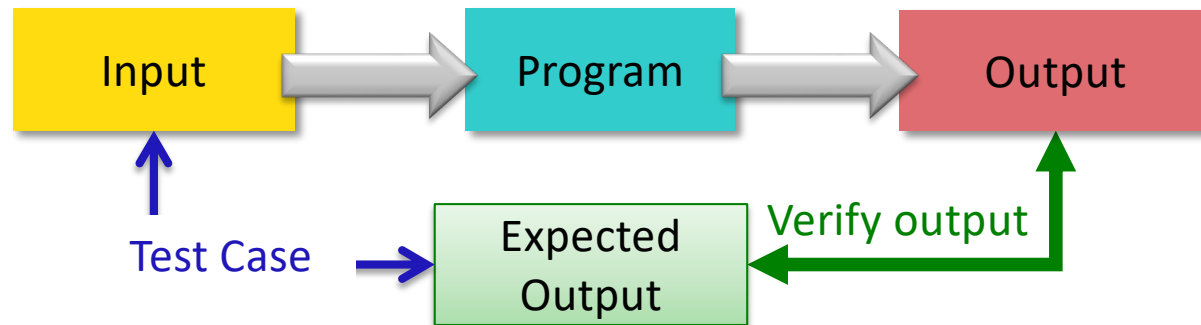 Input
Program
Output
Test Case
Expected
Output
Verify output